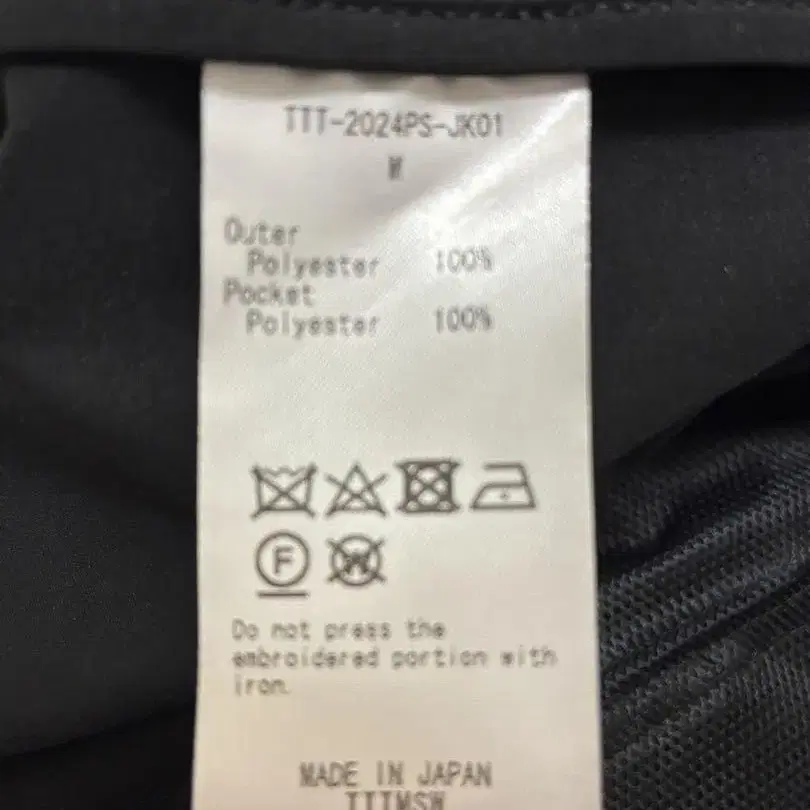 TTT-2024PS-JK01
M
Outer
Polyester 100%
Pocket
Polyester 100%
F
W
Do not press the
embroidered portion with
iron.
MADE IN JAPAN
TTTMSW